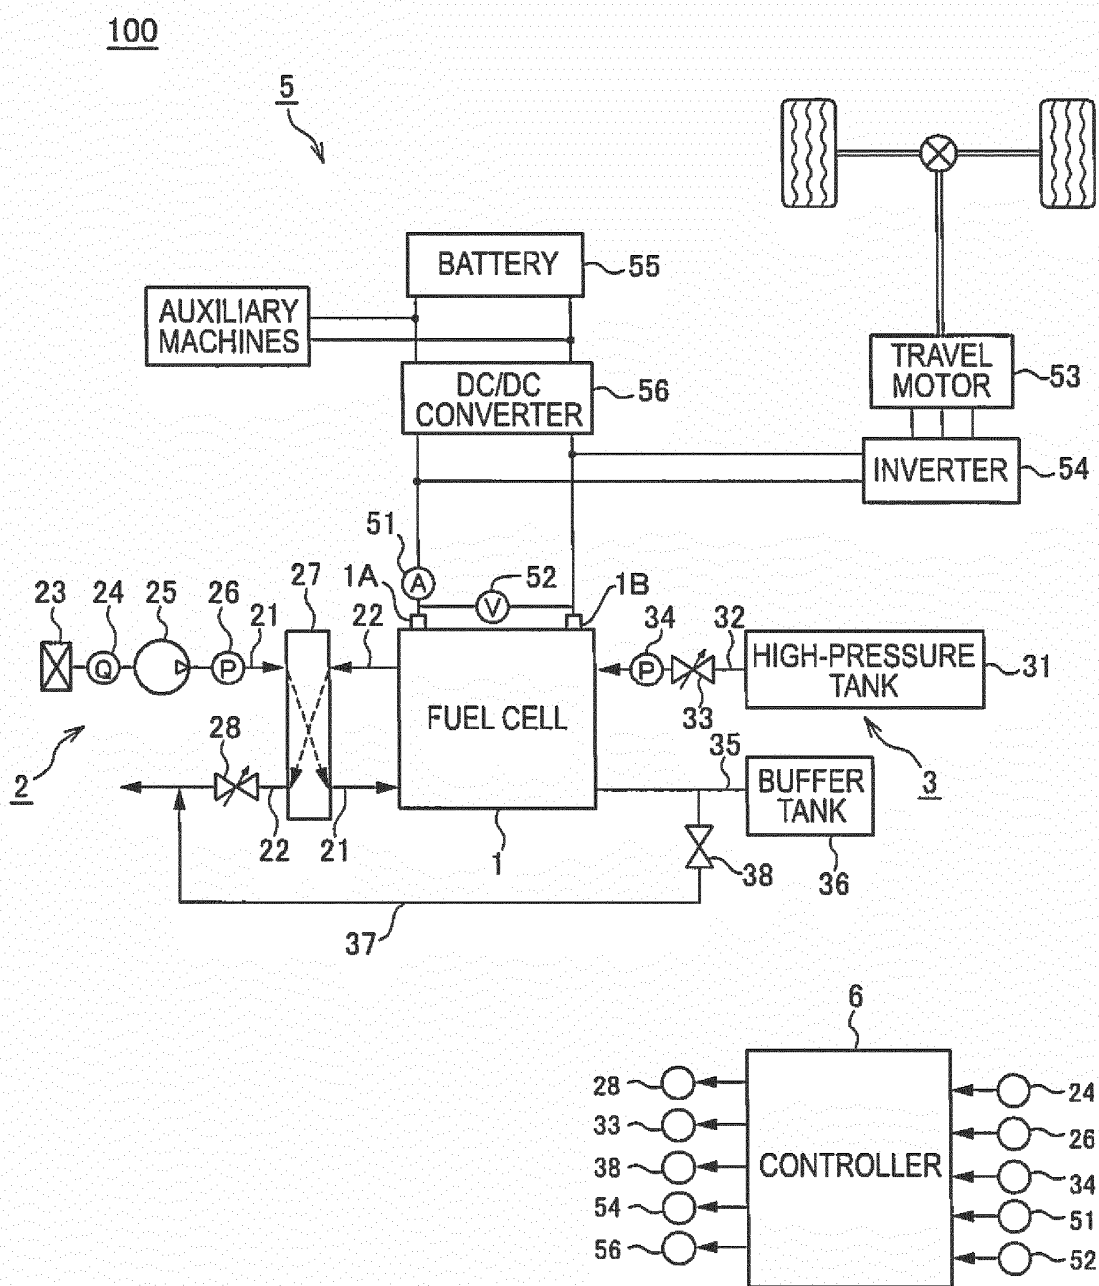 100
5
BATTERY
55
AUXILIARY
MACHINES
DC/DC
CONVERTER
56
TRAVEL
MOTOR
53
INVERTER
54
51
A
1A
52
V
1B
23
24
25
26
21
27
22
34
32
Q
P
P
33
HIGH-PRESSURE
TANK
31
FUEL CELL
2
28
22
21
1
35
3
BUFFER
TANK
36
38
37
6
CONTROLLER
28
33
38
54
56
24
26
34
51
52